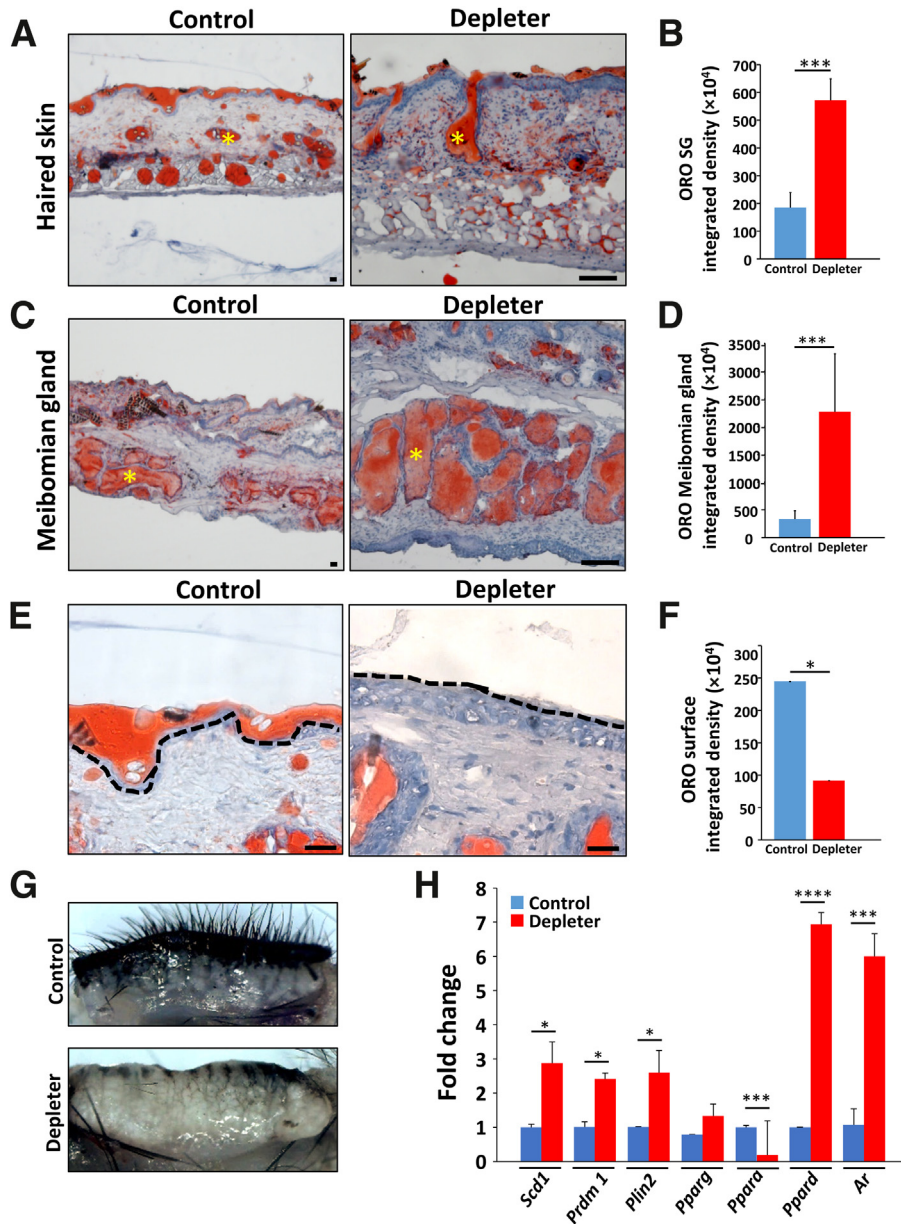 A
Control
Depleter
Haired skin
*
*
B
***
ORO SG
integrated density (×10⁴)
700
600
500
400
300
200
100
0
Control Depleter
C
Control
Depleter
Meibomian gland
*
*
D
***
ORO Meibomian gland
integrated density (×10⁴)
3500
3000
2500
2000
1500
1000
500
0
Control Depleter
E
Control
Depleter
F
*
ORO surface
integrated density (×10⁴)
250
200
150
100
50
0
Control Depleter
G
Control
Depleter
H
Control
Depleter
Fold change
8
7
6
5
4
3
2
1
0
* * * *** **** ***
Scd1 Prdm 1 Plin2 Pparg Ppara Ppard Ar